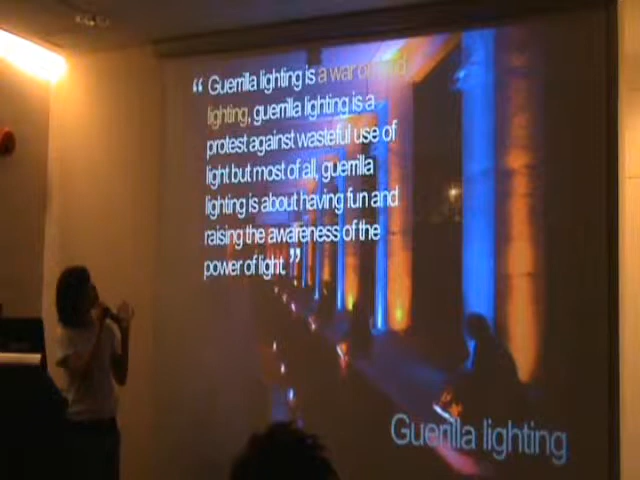 “ Guerrilla lighting is a war of
lighting, guerrilla lighting is a
protest against wasteful use of
light but most of all, guerrilla
lighting is about having fun and
raising the awareness of the
power of light. ”
Guerilla lighting